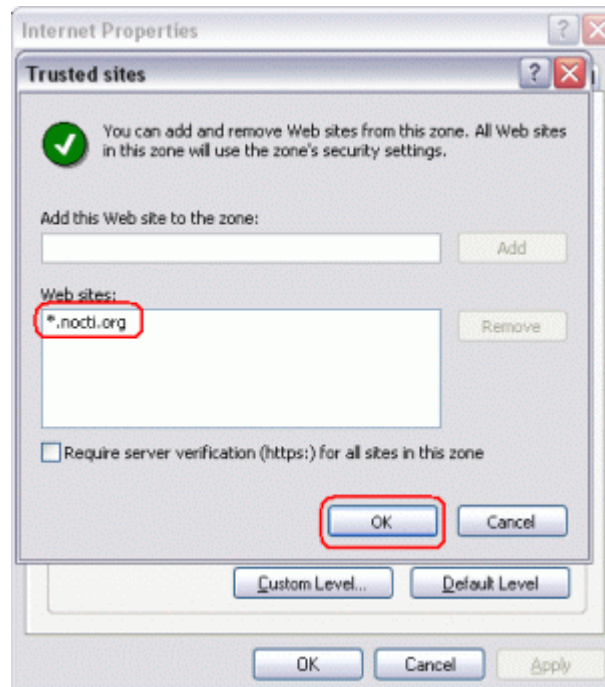 Internet Properties
Trusted sites
You can add and remove Web sites from this zone. All Web sites
in this zone will use the zone's security settings.
Add this Web site to the zone:
Add
Web sites:
*.nocti.org
Remove
Require server verification (https:) for all sites in this zone
OK Cancel
Custom Level... Default Level
OK Cancel Apply